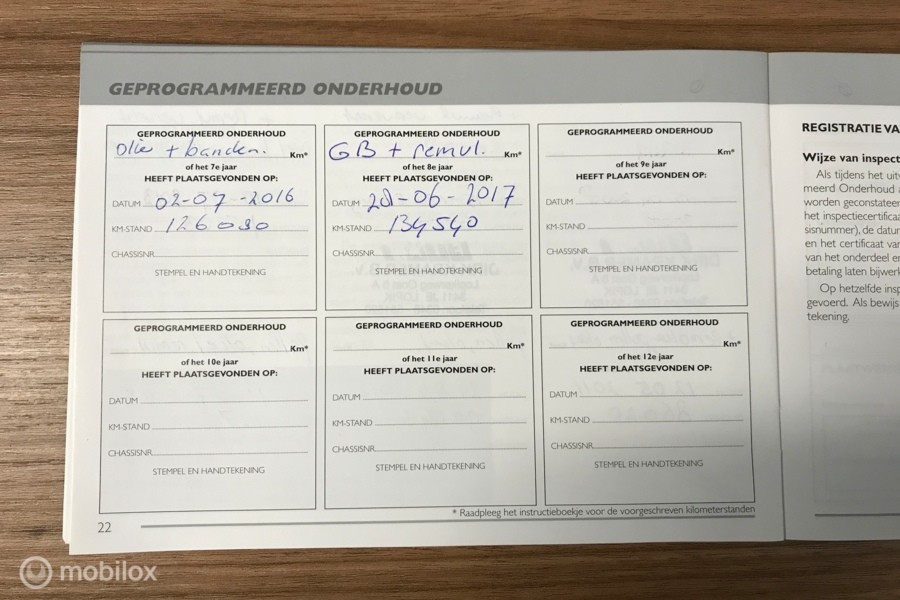 GEPROGRAMMEERD ONDERHOUD
GEPROGRAMMEERD ONDERHOUD
Olie + banden. Km*
of het 7e jaar
HEEFT PLAATSGEVONDEN OP:
DATUM 02-07-2016
KM-STAND 126090
CHASSISNR.
STEMPEL EN HANDTEKENING
GEPROGRAMMEERD ONDERHOUD
GB + remvl. Km*
of het 8e jaar
HEEFT PLAATSGEVONDEN OP:
DATUM 28-06-2017
KM-STAND 134540
CHASSISNR.
STEMPEL EN HANDTEKENING
GEPROGRAMMEERD ONDERHOUD
Km*
of het 9e jaar
HEEFT PLAATSGEVONDEN OP:
DATUM
KM-STAND
CHASSISNR.
STEMPEL EN HANDTEKENING
GEPROGRAMMEERD ONDERHOUD
Km*
of het 10e jaar
HEEFT PLAATSGEVONDEN OP:
DATUM
KM-STAND
CHASSISNR.
STEMPEL EN HANDTEKENING
GEPROGRAMMEERD ONDERHOUD
Km*
of het 11e jaar
HEEFT PLAATSGEVONDEN OP:
DATUM
KM-STAND
CHASSISNR.
STEMPEL EN HANDTEKENING
GEPROGRAMMEERD ONDERHOUD
Km*
of het 12e jaar
HEEFT PLAATSGEVONDEN OP:
DATUM
KM-STAND
CHASSISNR.
STEMPEL EN HANDTEKENING
* Raadpleeg het instructieboekje voor de voorgeschreven kilometerstanden
22
REGISTRATIE VA
Wijze van inspect
Als tijdens het uit
meerd Onderhoud a
worden geconstatee
het inspectiecertifica
sisnummer), de datum
en het certificaat van
van het onderdeel en
betaling laten bijwerk
Op hetzelfde insp
gevoerd. Als bewijs
tekening.
mobilox